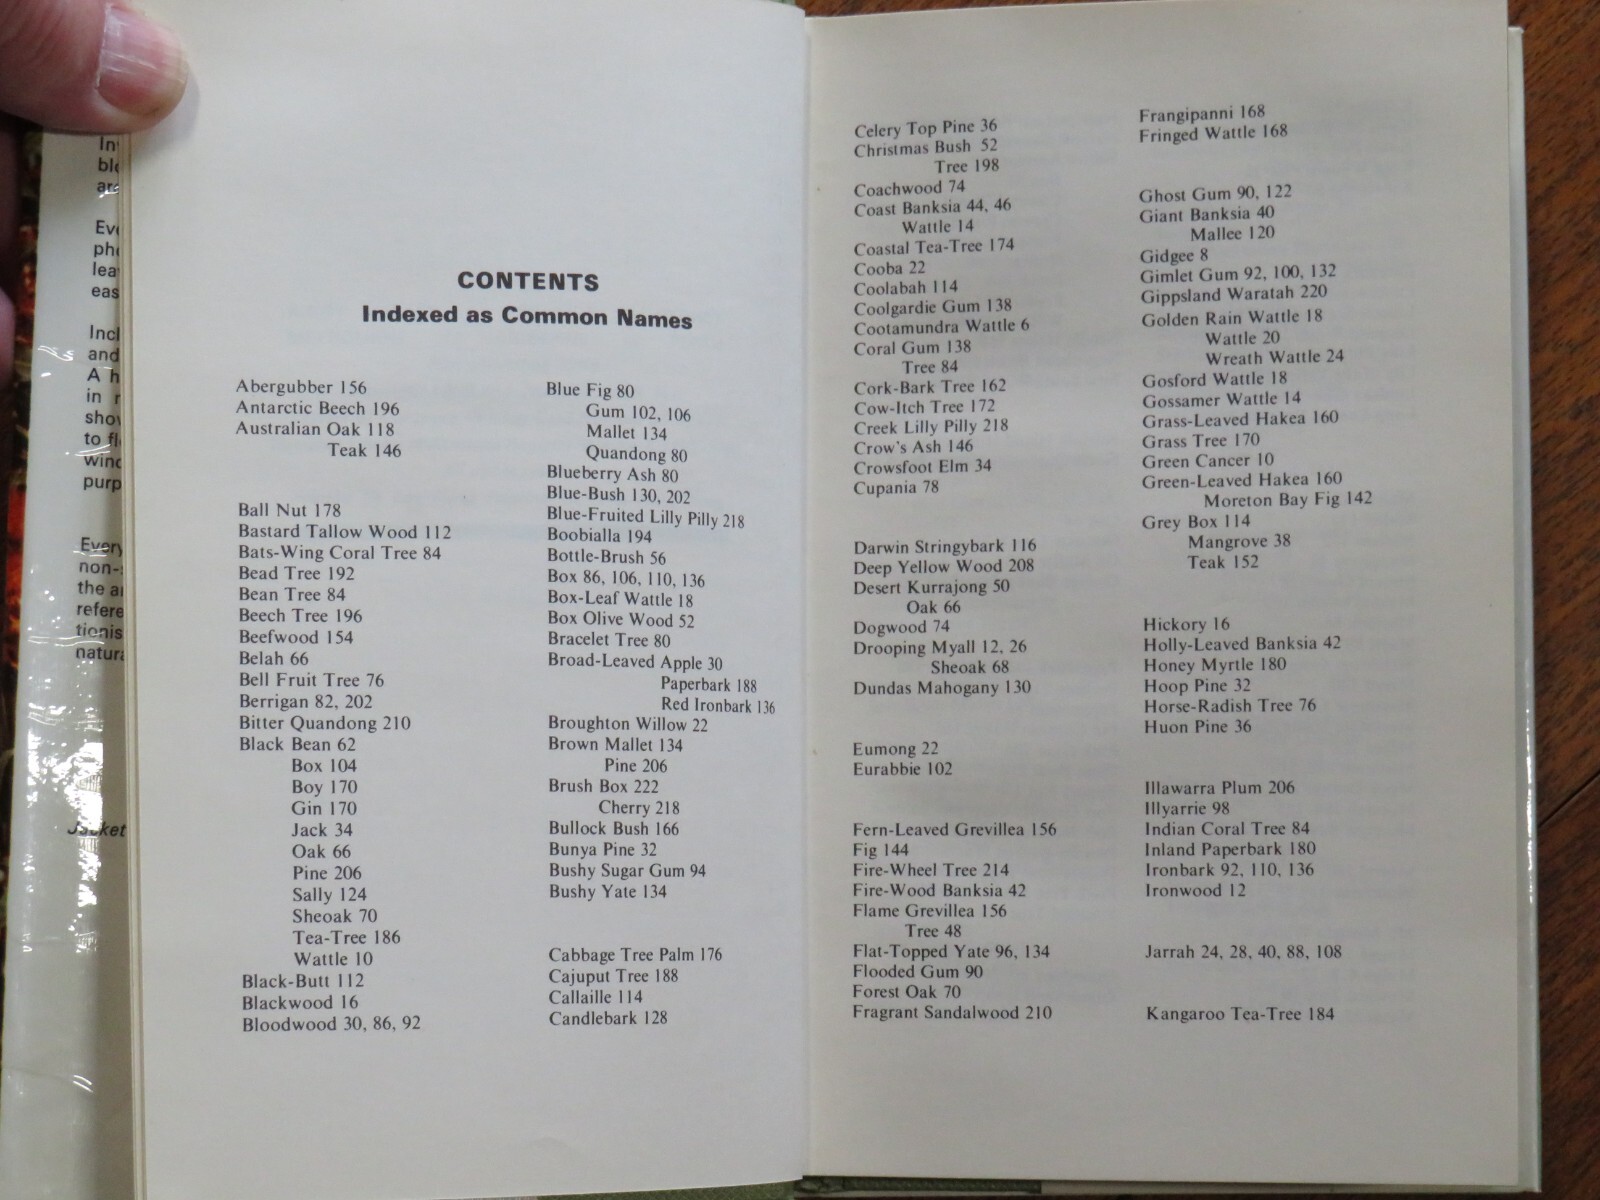 In
are
Eve
lea
eas
Incl
and
A h
in r
sho
to fl
wind
purp
Every
non-s
the a
refere
tionis
natura
Jacket
CONTENTS
Indexed as Common Names
Abergubber 156
Antarctic Beech 196
Australian Oak 118
Teak 146
Ball Nut 178
Bastard Tallow Wood 112
Bats-Wing Coral Tree 84
Bead Tree 192
Bean Tree 84
Beech Tree 196
Beefwood 154
Belah 66
Bell Fruit Tree 76
Berrigan 82, 202
Bitter Quandong 210
Black Bean 62
Box 104
Boy 170
Gin 170
Jack 34
Oak 66
Pine 206
Sally 124
Sheoak 70
Tea-Tree 186
Wattle 10
Black-Butt 112
Blackwood 16
Bloodwood 30, 86, 92
Blue Fig 80
Gum 102, 106
Mallet 134
Quandong 80
Blueberry Ash 80
Blue-Bush 130, 202
Blue-Fruited Lilly Pilly 218
Boobialla 194
Bottle-Brush 56
Box 86, 106, 110, 136
Box-Leaf Wattle 18
Box Olive Wood 52
Bracelet Tree 80
Broad-Leaved Apple 30
Paperbark 188
Red Ironbark 136
Broughton Willow 22
Brown Mallet 134
Pine 206
Brush Box 222
Cherry 218
Bullock Bush 166
Bunya Pine 32
Bushy Sugar Gum 94
Bushy Yate 134
Cabbage Tree Palm 176
Cajuput Tree 188
Callaille 114
Candlebark 128
Celery Top Pine 36
Christmas Bush 52
Tree 198
Coachwood 74
Coast Banksia 44, 46
Wattle 14
Coastal Tea-Tree 174
Cooba 22
Coolabah 114
Coolgardie Gum 138
Cootamundra Wattle 6
Coral Gum 138
Tree 84
Cork-Bark Tree 162
Cow-Itch Tree 172
Creek Lilly Pilly 218
Crow's Ash 146
Crowsfoot Elm 34
Cupania 78
Darwin Stringybark 116
Deep Yellow Wood 208
Desert Kurrajong 50
Oak 66
Dogwood 74
Drooping Myall 12, 26
Sheoak 68
Dundas Mahogany 130
Eumong 22
Eurabbie 102
Fern-Leaved Grevillea 156
Fig 144
Fire-Wheel Tree 214
Fire-Wood Banksia 42
Flame Grevillea 156
Tree 48
Flat-Topped Yate 96, 134
Flooded Gum 90
Forest Oak 70
Fragrant Sandalwood 210
Frangipanni 168
Fringed Wattle 168
Ghost Gum 90, 122
Giant Banksia 40
Mallee 120
Gidgee 8
Gimlet Gum 92, 100, 132
Gippsland Waratah 220
Golden Rain Wattle 18
Wattle 20
Wreath Wattle 24
Gosford Wattle 18
Gossamer Wattle 14
Grass-Leaved Hakea 160
Grass Tree 170
Green Cancer 10
Green-Leaved Hakea 160
Moreton Bay Fig 142
Grey Box 114
Mangrove 38
Teak 152
Hickory 16
Holly-Leaved Banksia 42
Honey Myrtle 180
Hoop Pine 32
Horse-Radish Tree 76
Huon Pine 36
Illawarra Plum 206
Illyarrie 98
Indian Coral Tree 84
Inland Paperbark 180
Ironbark 92, 110, 136
Ironwood 12
Jarrah 24, 28, 40, 88, 108
Kangaroo Tea-Tree 184